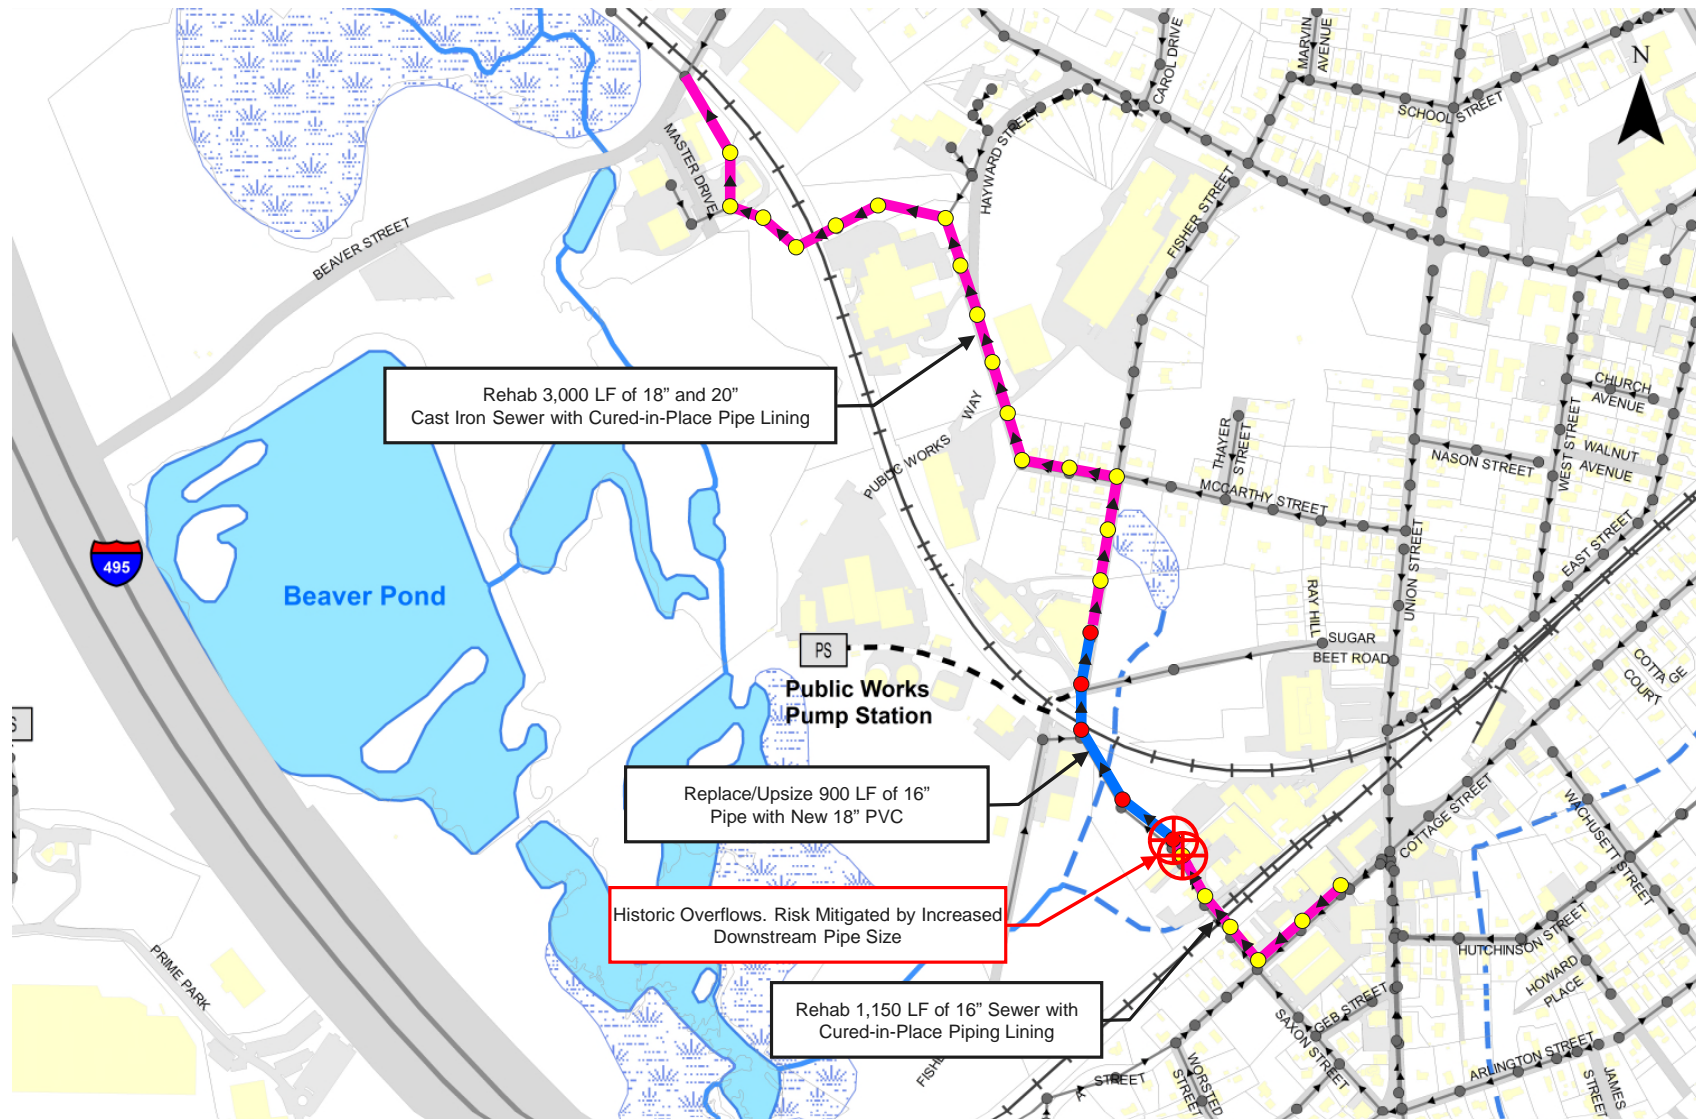 N
CAROL DRIVE
MARVIN
AVENUE
SCHOOL STREET
MASTER DRIVE
HAYWARD STREET
FISHER STREET
BEAVER STREET
Rehab 3,000 LF of 18” and 20”
Cast Iron Sewer with Cured-in-Place Pipe Lining
PUBLIC WORKS WAY
THAYER
STREET
MCCARTHY STREET
NASON STREET
CHURCH
AVENUE
WALNUT
AVENUE
WEST STREET
EAST STREET
UNION STREET
495
Beaver Pond
RAY HILL
SUGAR
BEET ROAD
COTTAGE
COURT
PS
Public Works
Pump Station
S
Replace/Upsize 900 LF of 16”
Pipe with New 18” PVC
COTTAGE STREET
WACHUSETT STREET
Historic Overflows. Risk Mitigated by Increased
Downstream Pipe Size
HUTCHINSON STREET
HOWARD
PLACE
PRIME PARK
Rehab 1,150 LF of 16” Sewer with
Cured-in-Place Piping Lining
GEB STREET
SAXON STREET
ARLINGTON STREET
JAMES
STREET
WORSTED
STREET
A STREET
FISHE